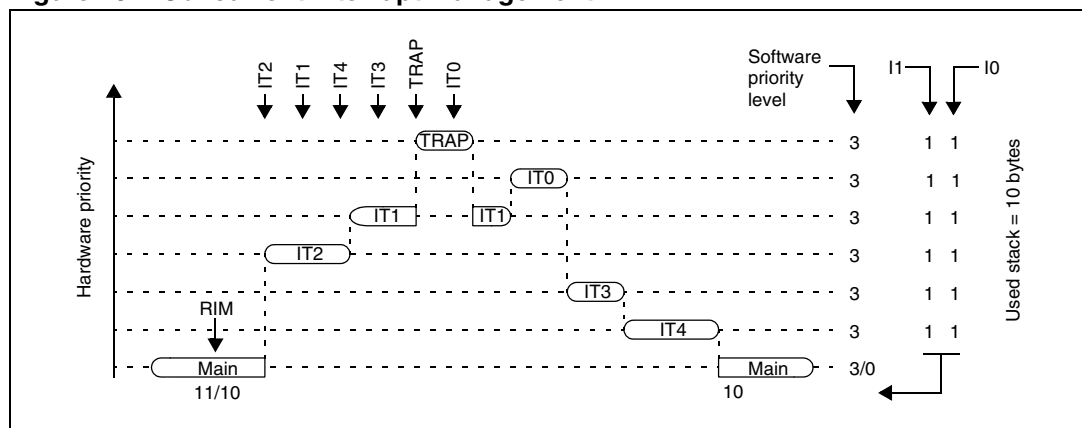 IT2
IT1
IT4
IT3
TRAP
IT0
Software
priority
level
I1
I0
Hardware priority
TRAP
3
1 1
IT0
3
1 1
IT1
IT1
3
1 1
IT2
3
1 1
IT3
3
1 1
RIM
IT4
3
1 1
Main
Main
3/0
11/10
10
Used stack = 10 bytes